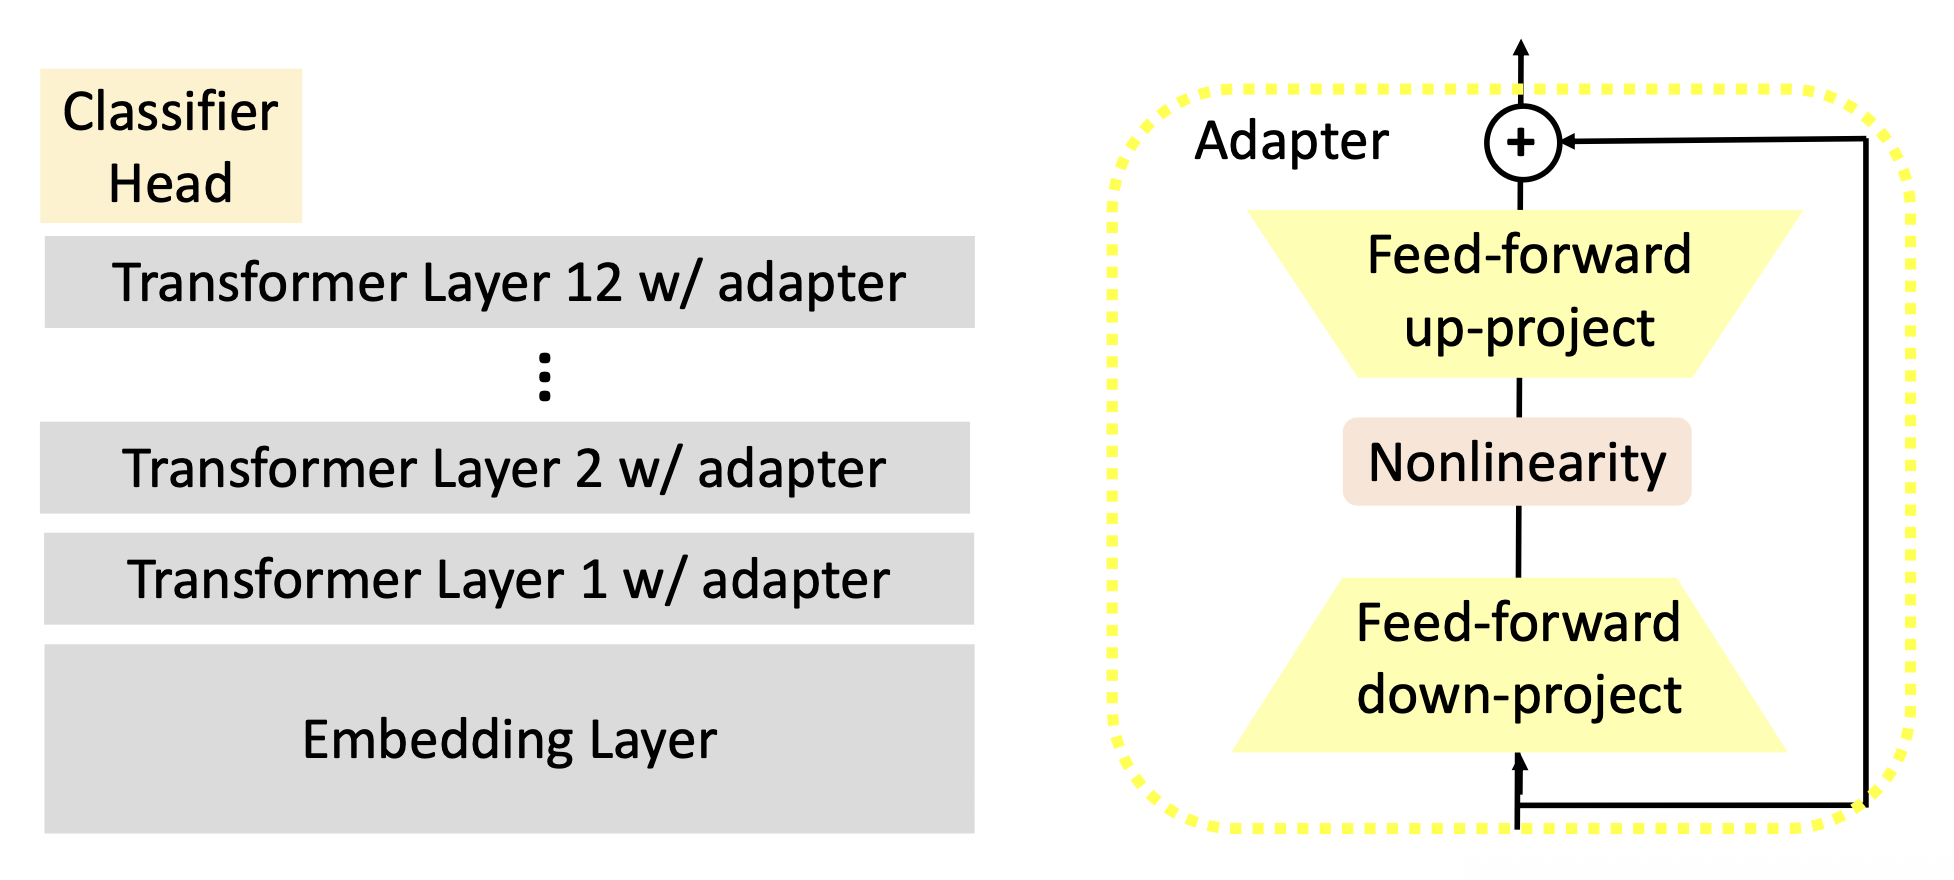 Classifier
Head
Transformer Layer 12 w/ adapter
Transformer Layer 2 w/ adapter
Transformer Layer 1 w/ adapter
Embedding Layer
Adapter
+
Feed-forward
up-project
Nonlinearity
Feed-forward
down-project